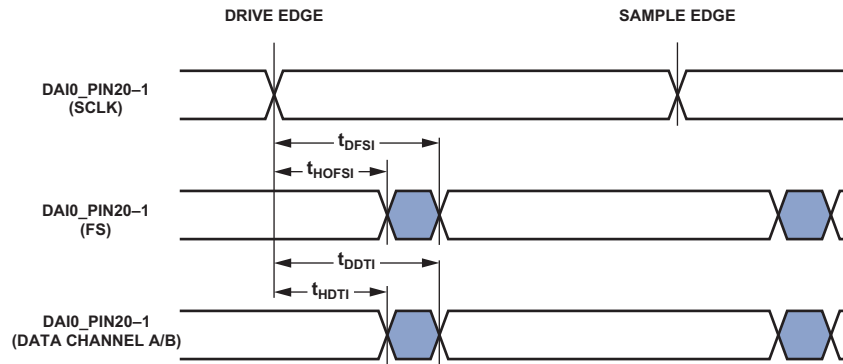 DRIVE EDGE
SAMPLE EDGE
DAI0_PIN20–1
(SCLK)
tDFSI
tHOFSI
DAI0_PIN20–1
(FS)
tDDTI
tHDTI
DAI0_PIN20–1
(DATA CHANNEL A/B)